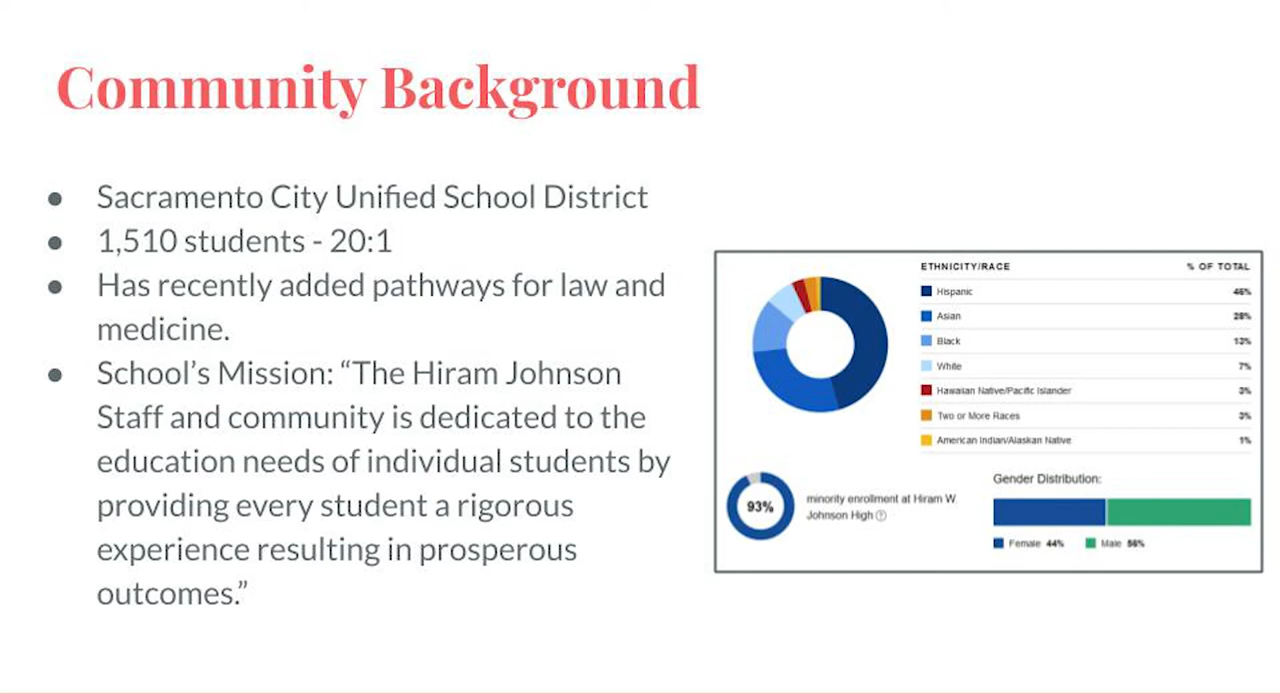 Community Background
● Sacramento City Unified School District
● 1,510 students - 20:1
● Has recently added pathways for law and
medicine.
● School's Mission: “The Hiram Johnson
Staff and community is dedicated to the
education needs of individual students by
providing every student a rigorous
experience resulting in prosperous
outcomes.”
ETHNICITY/RACE % OF TOTAL
Hispanic 46%
Asian 28%
Black 13%
White 7%
Hawaiian Native/Pacific Islander 3%
Two or More Races 3%
American Indian/Alaskan Native 1%
93%
minority enrollment at Hiram W
Johnson High ?
Gender Distribution:
Female 44% Male 56%